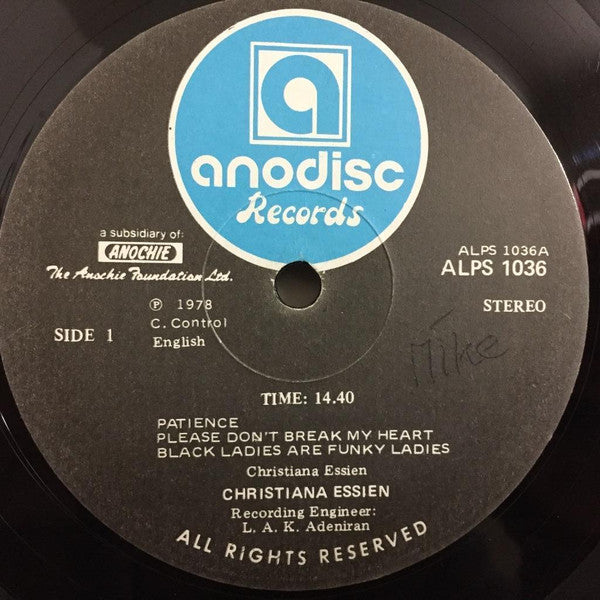 a
anodisc
Records
a subsidiary of:
ANOCHIE
The Anochie Foundation Ltd.
ALPS 1036A
ALPS 1036
℗ 1978
STEREO
SIDE 1
C. Control
English
Mike
TIME: 14.40
PATIENCE
PLEASE DON'T BREAK MY HEART
BLACK LADIES ARE FUNKY LADIES
Christiana Essien
CHRISTIANA ESSIEN
Recording Engineer:
L. A. K. Adeniran
ALL RIGHTS RESERVED